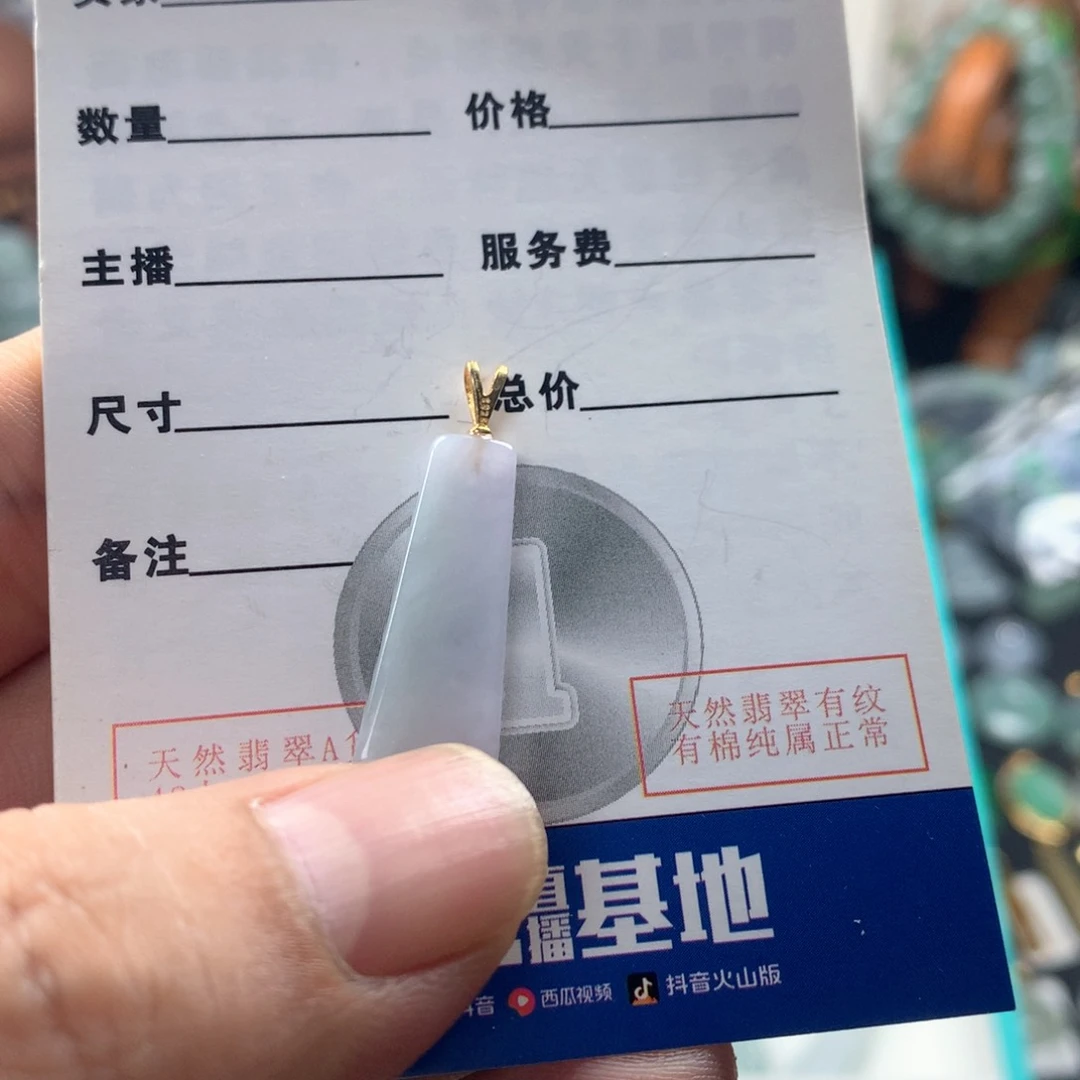 数量 价格
主播 服务费
尺寸 总价
备注
天然翡翠A
天然翡翠有纹
有棉纯属正常
直播基地
音 西瓜视频 抖音火山版